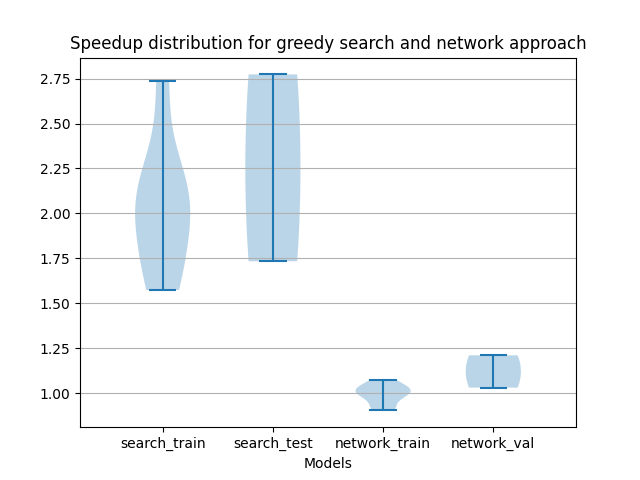 Speedup distribution for greedy search and network approach
2.75
2.50
2.25
2.00
1.75
1.50
1.25
1.00
search_train search_test network_train network_val
Models